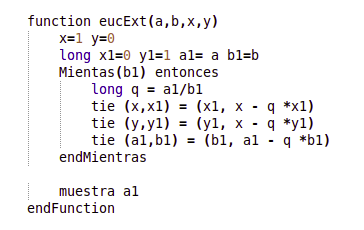 function eucExt(a,b,x,y)
x=1 y=0
long x1=0 y1=1 a1= a b1=b
Mientas(b1) entonces
long q = a1/b1
tie (x,x1) = (x1, x - q *x1)
tie (y,y1) = (y1, x - q *y1)
tie (a1,b1) = (b1, a1 - q *b1)
endMientras
muestra a1
endFunction